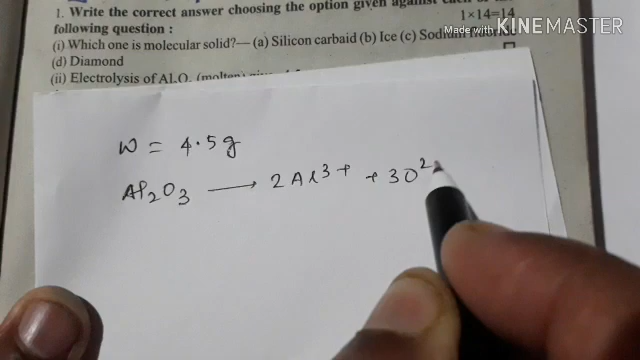 1. Write the correct answer choosing the option given against each of the
following question : 1×14=14
Made with KINEMASTER
(i) Which one is molecular solid?— (a) Silicon carbaid (b) Ice (c) Sodium
(d) Diamond
(ii) Electrolysis of Al₂O₃ (molten)
W = 4.5g
Al₂O₃ ⟶ 2Al³⁺ + 3O²